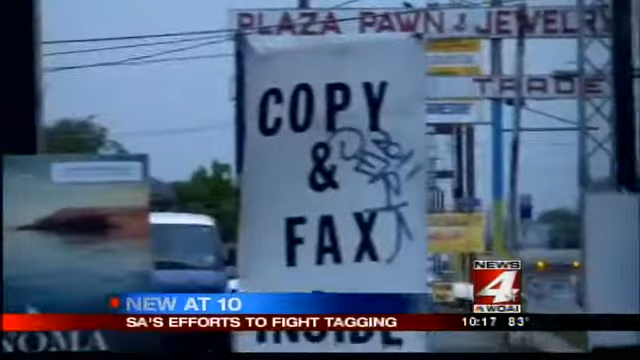 PLAZA PAWN & JEWELRY
TRADE
COPY
&
FAX
INSIDE
NEW AT 10
SA'S EFFORTS TO FIGHT TAGGING
NEWS
4
WOAI
10:17 83°